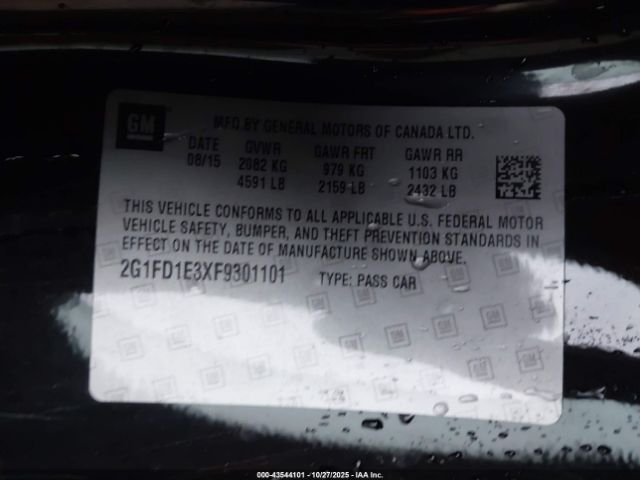 GM
MFD BY GENERAL MOTORS OF CANADA LTD.
DATE GVWR GAWR FRT GAWR RR
08/15 2082 KG 979 KG 1103 KG
4591 LB 2159 LB 2432 LB
THIS VEHICLE CONFORMS TO ALL APPLICABLE U.S. FEDERAL MOTOR
VEHICLE SAFETY, BUMPER, AND THEFT PREVENTION STANDARDS IN
EFFECT ON THE DATE OF MANUFACTURE SHOWN ABOVE.
2G1FD1E3XF9301101 TYPE: PASS CAR
000-43544101 - 10/27/2025 - IAA Inc.